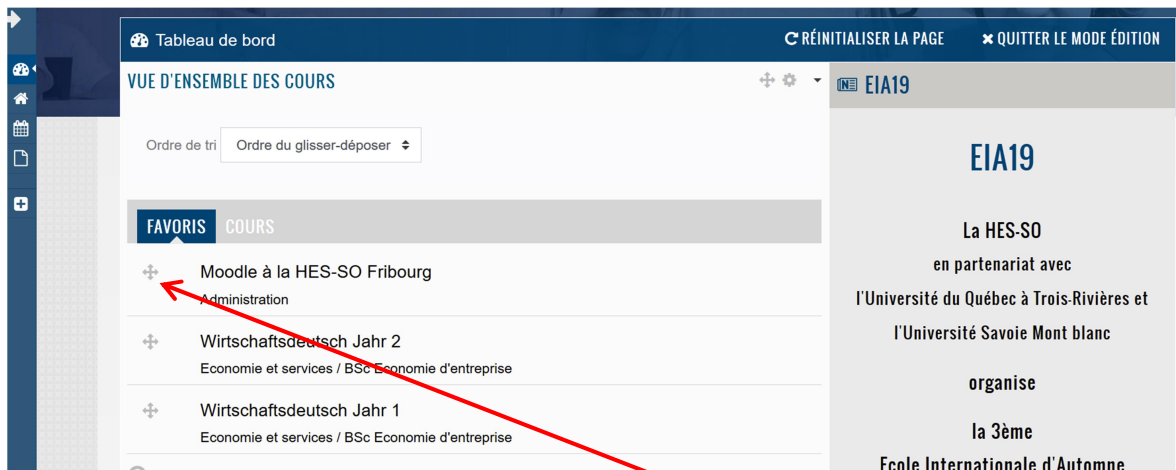 Tableau de bord
RÉINITIALISER LA PAGE
QUITTER LE MODE ÉDITION
VUE D'ENSEMBLE DES COURS
Ordre de tri
Ordre du glisser-déposer
FAVORIS
COURS
Moodle à la HES-SO Fribourg
Administration
Wirtschaftsdeutsch Jahr 2
Economie et services / BSc Economie d'entreprise
Wirtschaftsdeutsch Jahr 1
Economie et services / BSc Economie d'entreprise
EIA19
EIA19
La HES-SO
en partenariat avec
l'Université du Québec à Trois-Rivières et
l'Université Savoie Mont blanc
organise
la 3ème
Ecole Internationale d'Automne